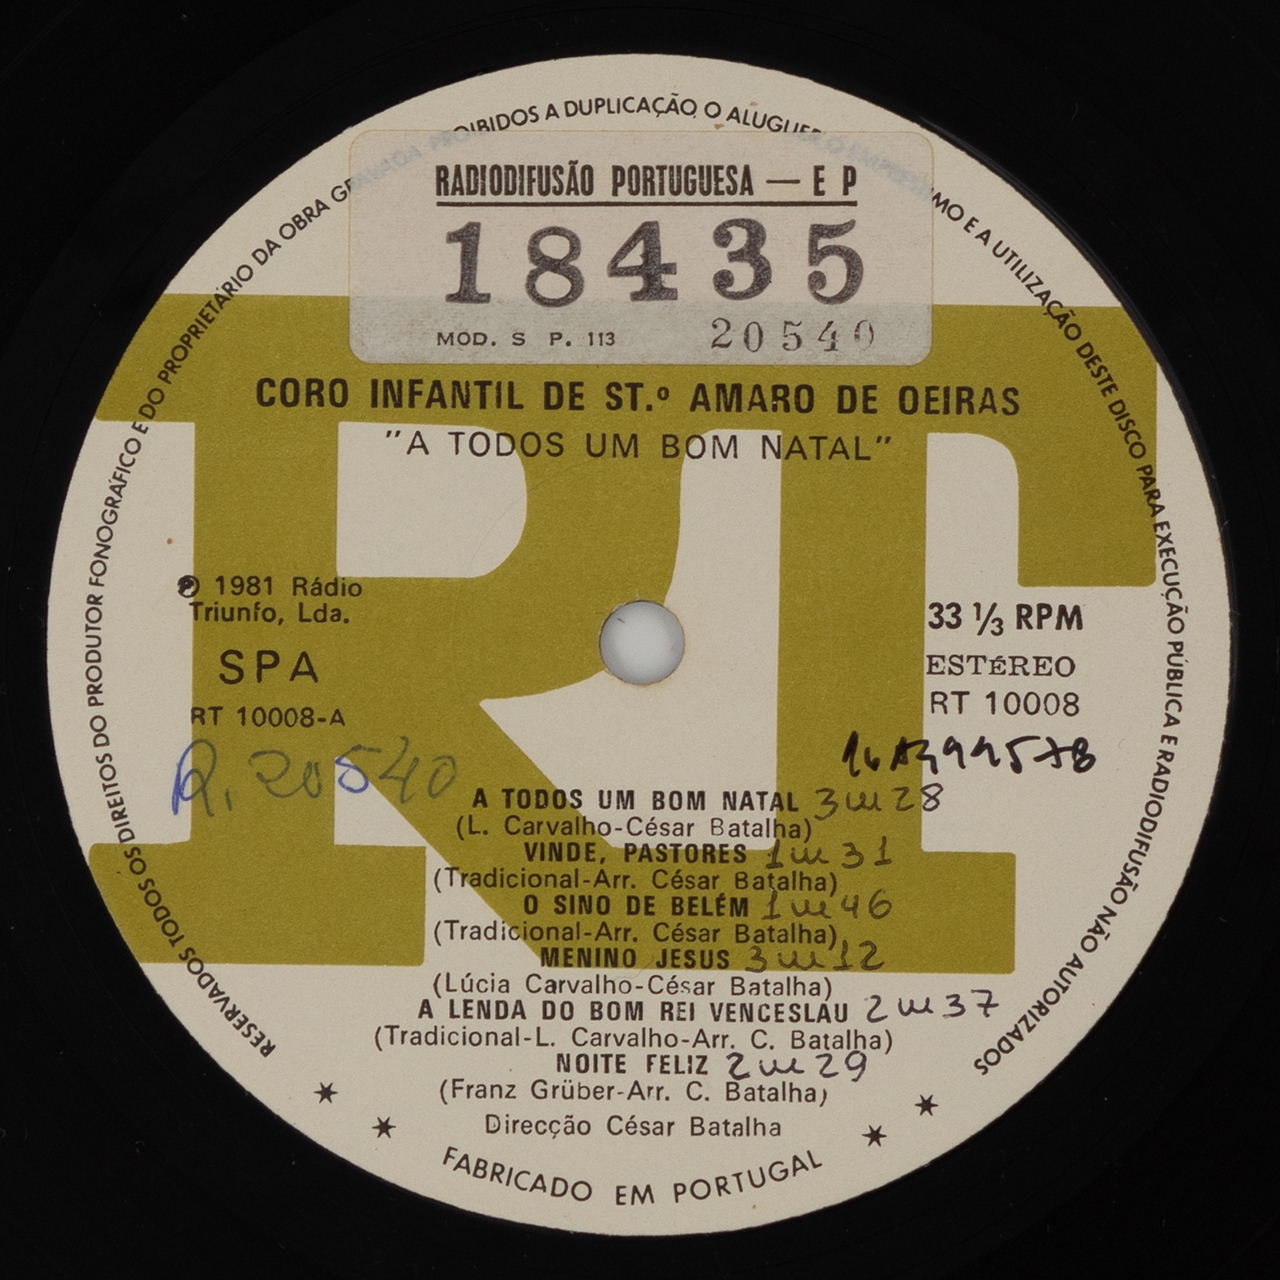 RESERVADOS TODOS OS DIREITOS DO PRODUTOR FONOGRÁFICO E DO PROPRIETÁRIO DA OBRA GRAVADA PROIBIDOS A DUPLICAÇÃO, O ALUGUER, O EMPRÉSTIMO E A UTILIZAÇÃO DESTE DISCO PARA EXECUÇÃO PÚBLICA E RADIODIFUSÃO NÃO AUTORIZADOS
RADIODIFUSÃO PORTUGUESA — E P
18435
MOD. S P. 113 20540
CORO INFANTIL DE ST.º AMARO DE OEIRAS
"A TODOS UM BOM NATAL"
℗ 1981 Rádio
Triunfo, Lda.
SPA
RT 10008-A
R. 20540
33 1/3 RPM
ESTÉREO
RT 10008
A TODOS UM BOM NATAL 3m28
(L. Carvalho-César Batalha)
VINDE, PASTORES 1m31
(Tradicional-Arr. César Batalha)
O SINO DE BELÉM 1m46
(Tradicional-Arr. César Batalha)
MENINO JESUS 3m12
(Lúcia Carvalho-César Batalha)
A LENDA DO BOM REI VENCESLAU 2m37
(Tradicional-L. Carvalho-Arr. C. Batalha)
NOITE FELIZ 2m29
(Franz Grüber-Arr. C. Batalha)
Direcção César Batalha
FABRICADO EM PORTUGAL